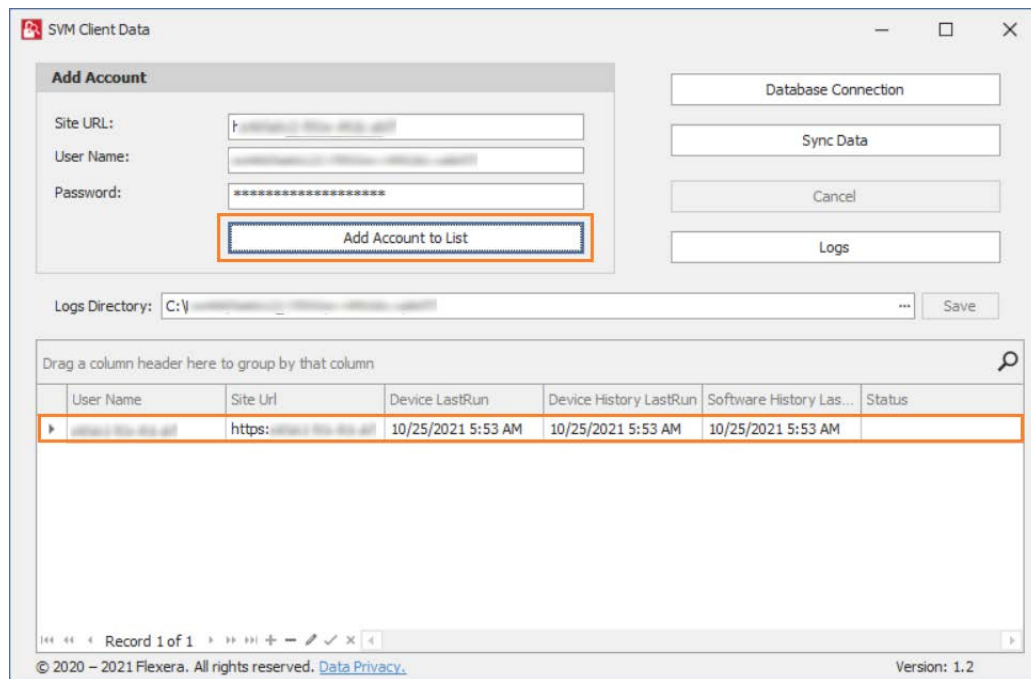 SVM Client Data
Add Account
Site URL:
User Name:
Password: *******************
Add Account to List
Database Connection
Sync Data
Cancel
Logs
Logs Directory: C:\ ... Save
Drag a column header here to group by that column
User Name Site Url Device LastRun Device History LastRun Software History Las... Status
https: 10/25/2021 5:53 AM 10/25/2021 5:53 AM 10/25/2021 5:53 AM
Record 1 of 1
© 2020 – 2021 Flexera. All rights reserved. Data Privacy. Version: 1.2